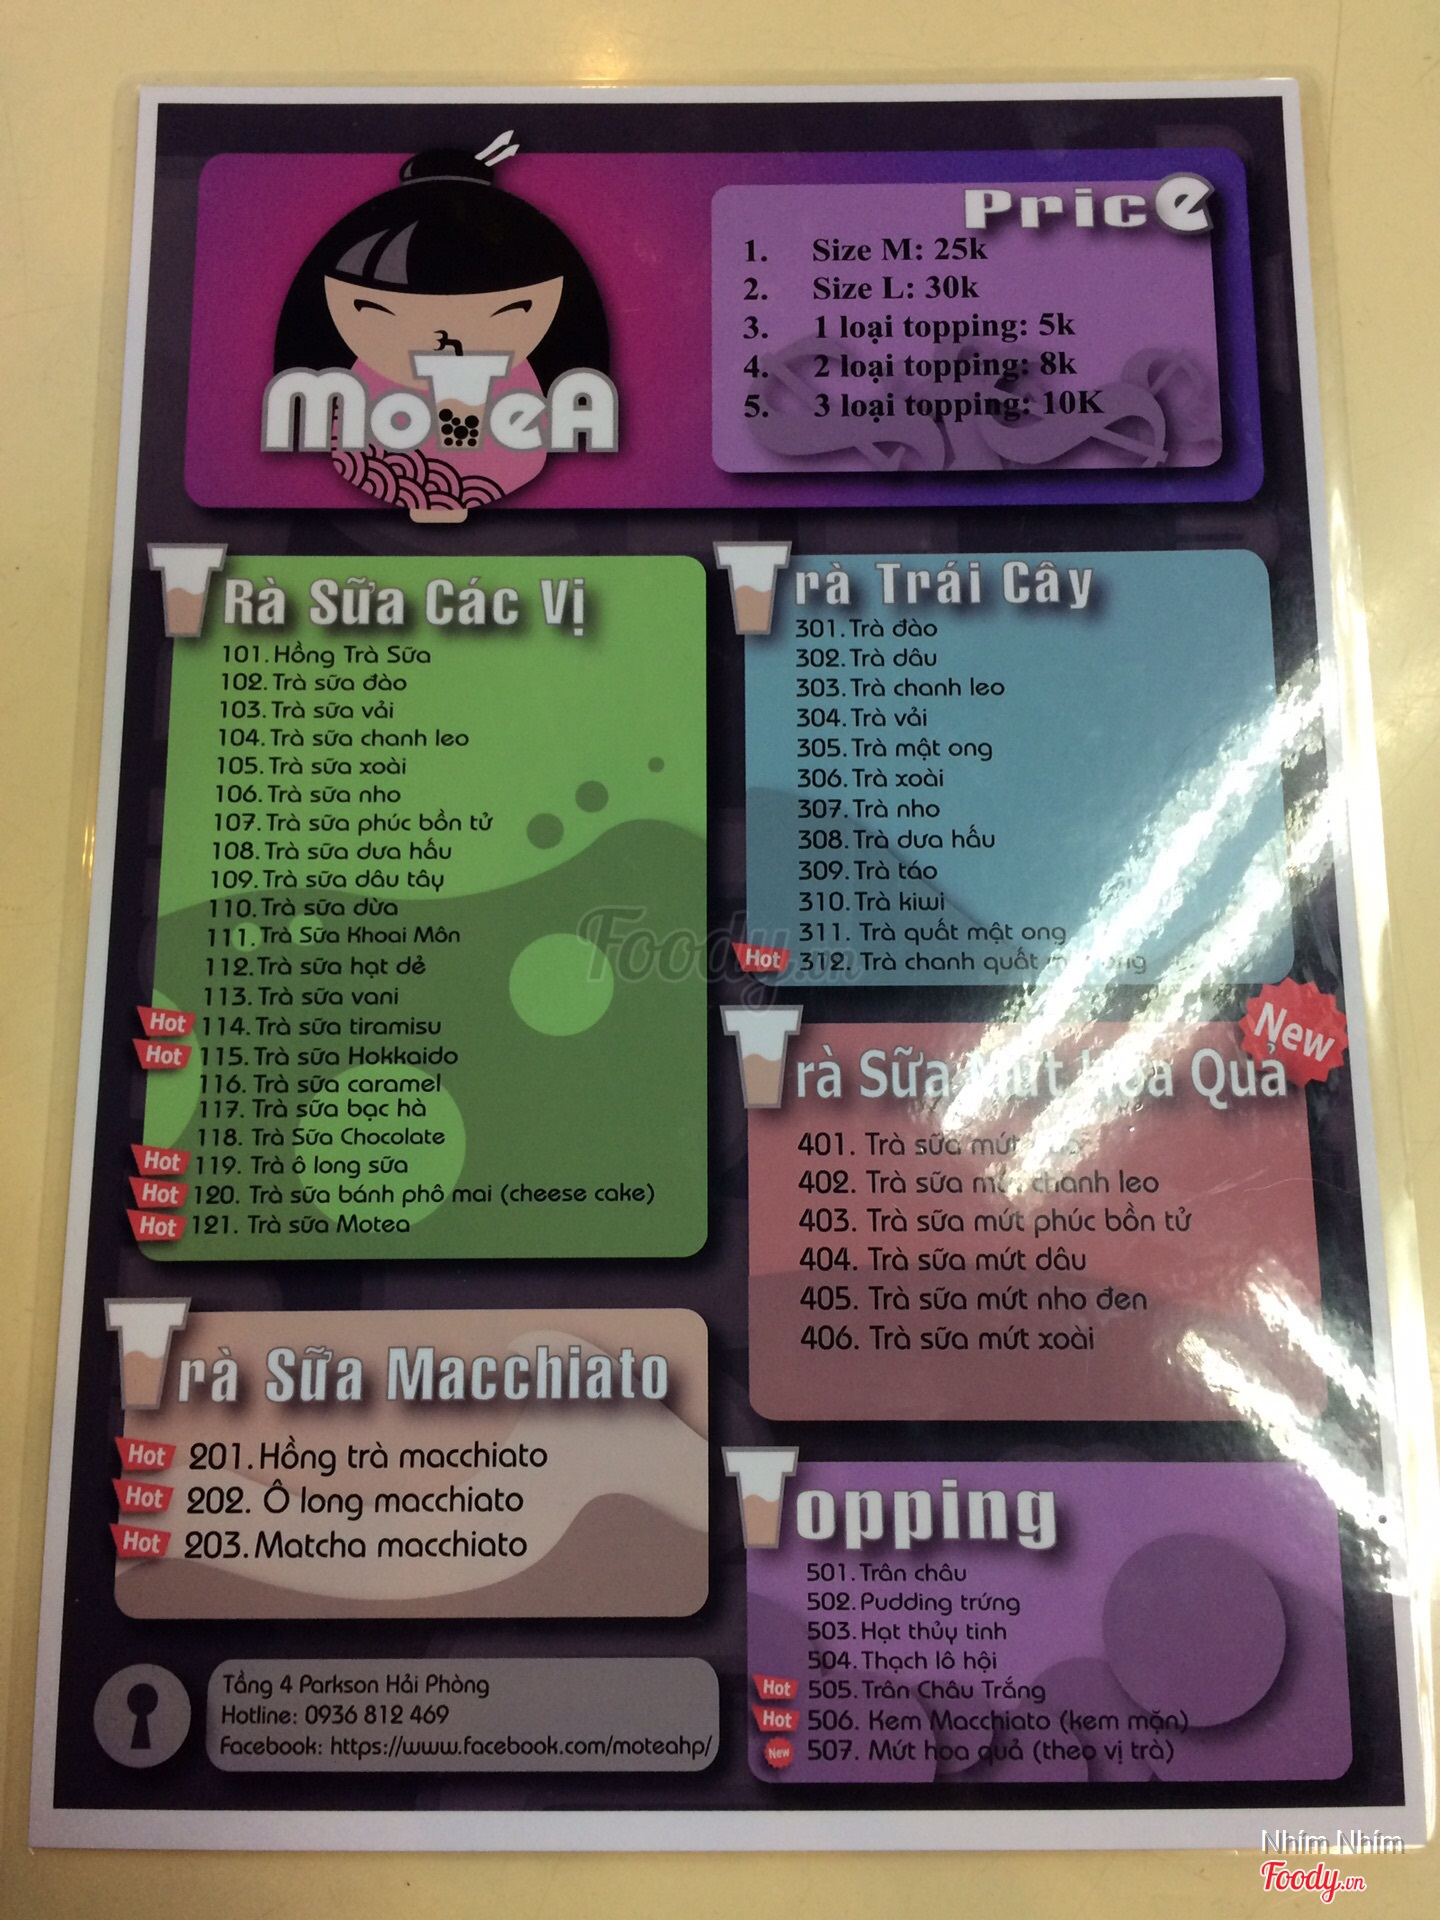 MoTeA
Price
1. Size M: 25k
2. Size L: 30k
3. 1 loại topping: 5k
4. 2 loại topping: 8k
5. 3 loại topping: 10K
TRà Sữa Các Vị
101. Hồng Trà Sữa
102. Trà sữa đào
103. Trà sữa vải
104. Trà sữa chanh leo
105. Trà sữa xoài
106. Trà sữa nho
107. Trà sữa phúc bồn tử
108. Trà sữa dưa hấu
109. Trà sữa dâu tây
110. Trà sữa dừa
111. Trà Sữa Khoai Môn
112. Trà sữa hạt dẻ
113. Trà sữa vani
Hot 114. Trà sữa tiramisu
Hot 115. Trà sữa Hokkaido
116. Trà sữa caramel
117. Trà sữa bạc hà
118. Trà Sữa Chocolate
Hot 119. Trà ô long sữa
Hot 120. Trà sữa bánh phô mai (cheese cake)
Hot 121. Trà sữa Motea
Trà Sữa Macchiato
Hot 201. Hồng trà macchiato
Hot 202. Ô long macchiato
Hot 203. Matcha macchiato
Tầng 4 Parkson Hải Phòng
Hotline: 0936 812 469
Facebook: https://www.facebook.com/moteahp/
Trà Trái Cây
301. Trà đào
302. Trà dâu
303. Trà chanh leo
304. Trà vải
305. Trà mật ong
306. Trà xoài
307. Trà nho
308. Trà dưa hấu
309. Trà táo
310. Trà kiwi
311. Trà quất mật ong
Hot 312. Trà chanh quất mật ong
New
Trà Sữa Mứt Hoa Quả
401. Trà sữa mứt
402. Trà sữa mứt chanh leo
403. Trà sữa mứt phúc bồn tử
404. Trà sữa mứt dâu
405. Trà sữa mứt nho đen
406. Trà sữa mứt xoài
Topping
501. Trân châu
502. Pudding trứng
503. Hạt thủy tinh
504. Thạch lô hội
Hot 505. Trân Châu Trắng
Hot 506. Kem Macchiato (kem mặn)
New 507. Mứt hoa quả (theo vị trà)
Foody.vn
Nhím Nhím
Foody.vn